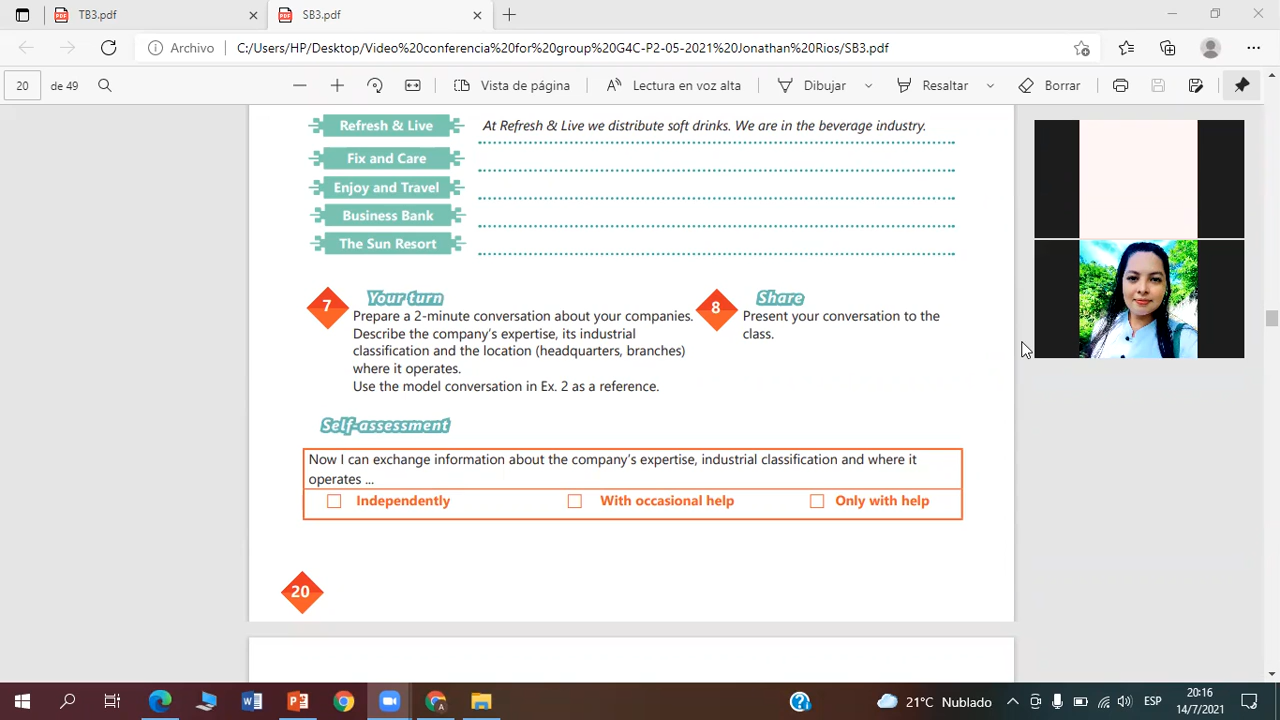 TB3.pdf
SB3.pdf
Archivo
C:/Users/HP/Desktop/Video%20conferencia%20for%20group%20G4C-P2-05-2021%20Jonathan%20Rios/SB3.pdf
20
de 49
Vista de página
Lectura en voz alta
Dibujar
Resaltar
Borrar
Refresh & Live
At Refresh & Live we distribute soft drinks. We are in the beverage industry.
Fix and Care
Enjoy and Travel
Business Bank
The Sun Resort
7
Your turn
Prepare a 2-minute conversation about your companies.
Describe the company's expertise, its industrial
classification and the location (headquarters, branches)
where it operates.
Use the model conversation in Ex. 2 as a reference.
8
Share
Present your conversation to the
class.
Self-assessment
Now I can exchange information about the company's expertise, industrial classification and where it
operates ...
Independently
With occasional help
Only with help
20
21°C Nublado
ESP
20:16
14/7/2021